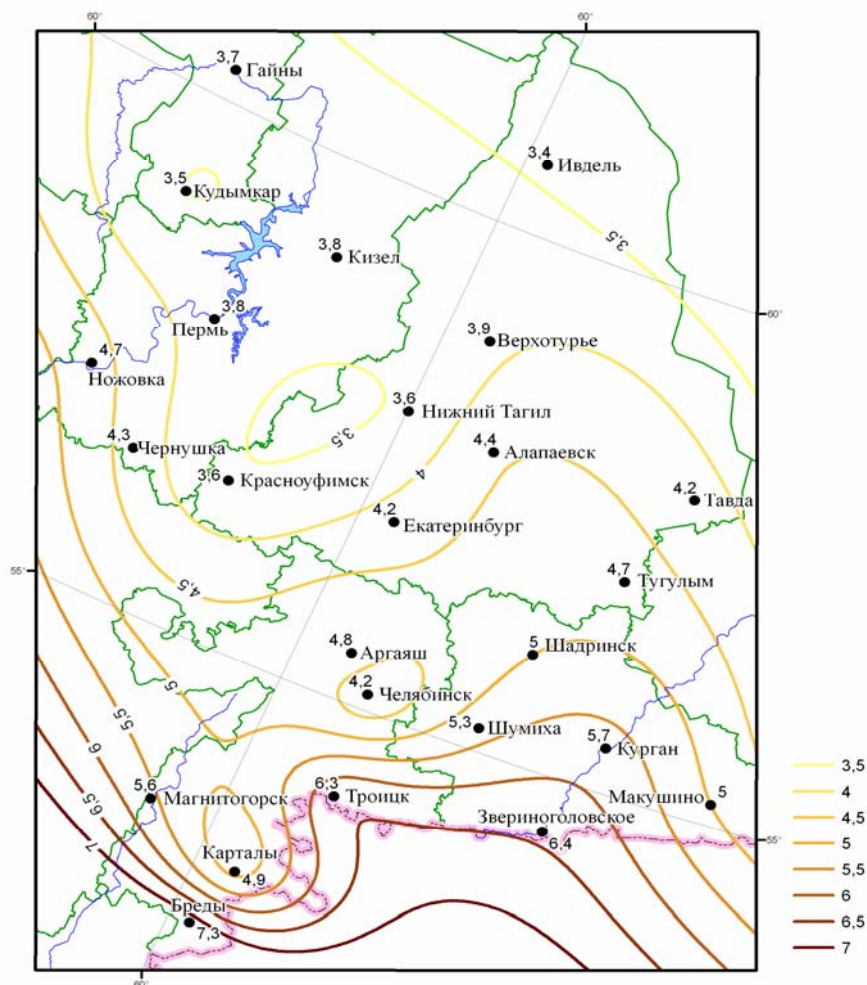 60°
60°
3,7
Гайны
3,4
Ивдель
3,5
Кудымкар
3,5
3,8
Кизел
3,8
Пермь
60°
3,9
Верхотурье
4,7
Ножовка
3,6
Нижний Тагил
3,5
4,3
Чернушка
4,4
Алапаевск
4
3,6
Красноуфимск
4,2
Тавда
4,2
Екатеринбург
55°
4,5
4,7
Тугулым
4,8
Аргаяш
5
Шадринск
4,2
Челябинск
5
5,5
5,3
Шумиха
5,7
Курган
6
6,5
7
5,6
Магнитогорск
6,3
Троицк
Макушино
5
Звериноголовское
6,4
55°
Карталы
4,9
Бреды
7,3
3,5
4
4,5
5
5,5
6
6,5
7
60°